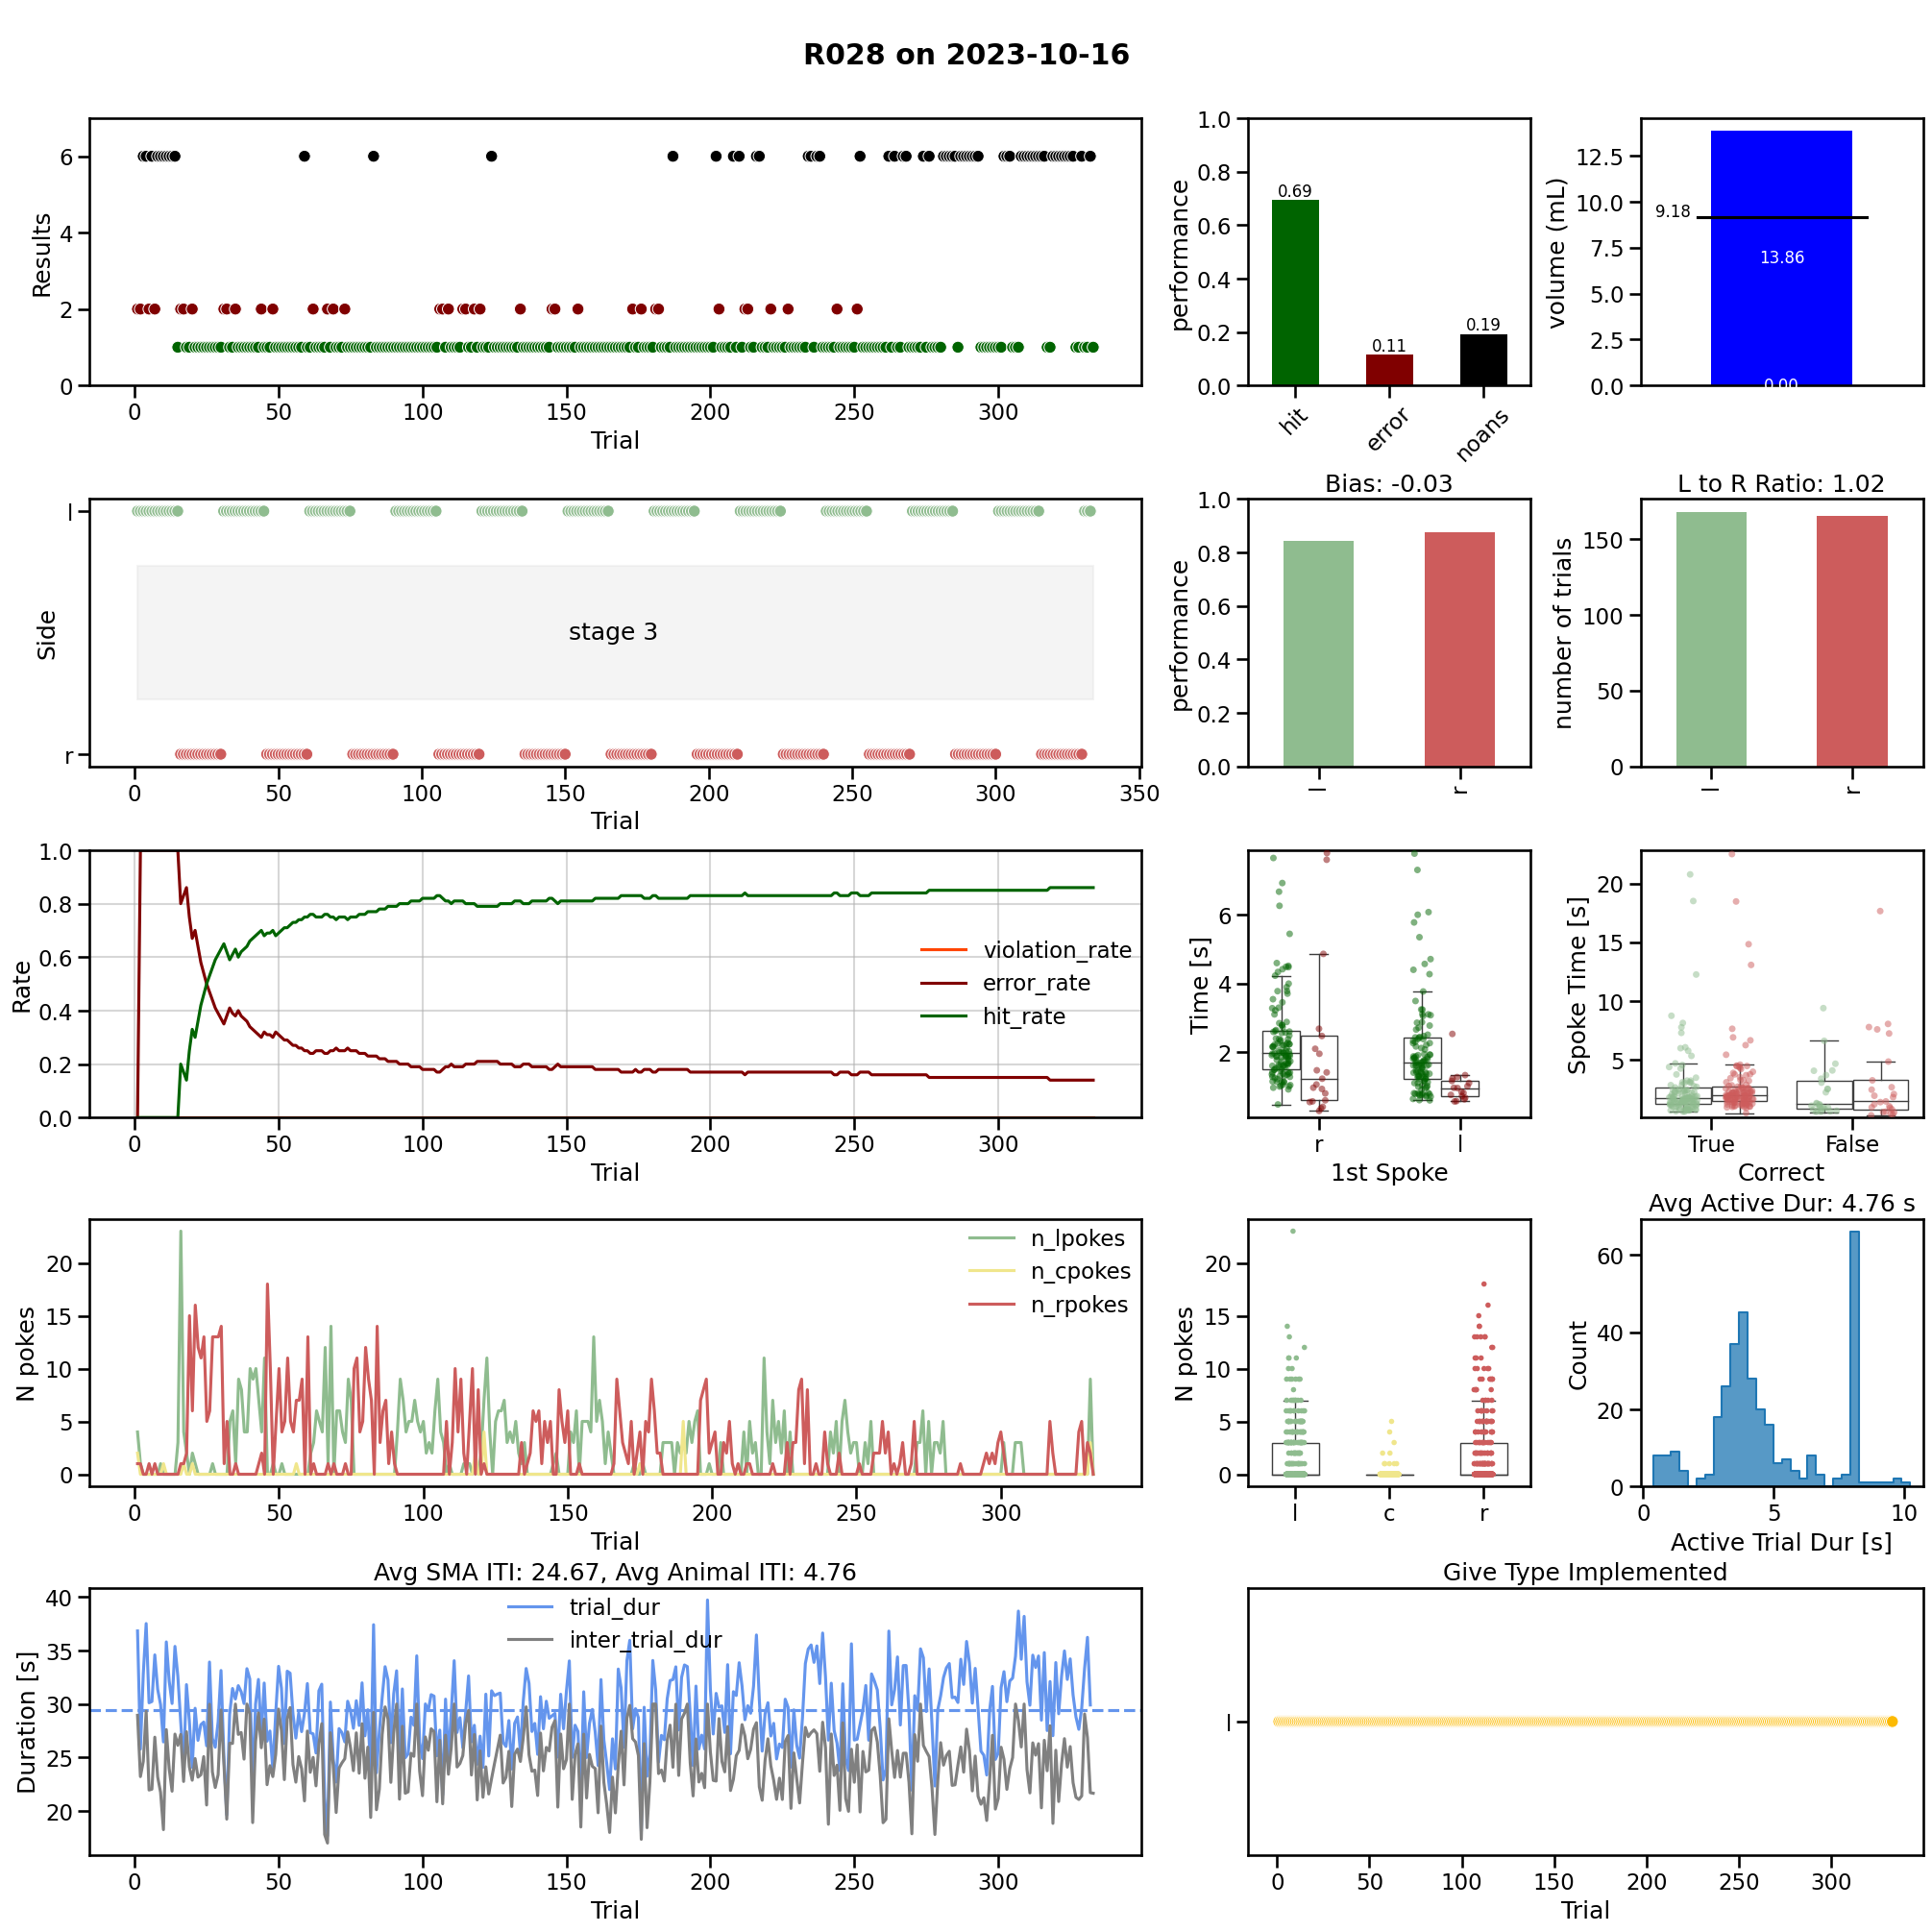 R028 on 2023-10-16
Results
6
4
2
0
0
50
100
150
200
250
300
Trial
performance
1.0
0.8
0.6
0.4
0.2
0.0
0.69
0.11
0.19
hit
error
noans
volume (mL)
12.5
10.0
7.5
5.0
2.5
0.0
9.18
13.86
0.00
Side
l
r
stage 3
0
50
100
150
200
250
300
350
Trial
Bias: -0.03
performance
1.0
0.8
0.6
0.4
0.2
0.0
l
r
L to R Ratio: 1.02
number of trials
150
100
50
0
l
r
Rate
1.0
0.8
0.6
0.4
0.2
0.0
violation_rate
error_rate
hit_rate
0
50
100
150
200
250
300
Trial
Time [s]
6
4
2
r
l
1st Spoke
Spoke Time [s]
20
15
10
5
True
False
Correct
N pokes
20
15
10
5
0
n_lpokes
n_cpokes
n_rpokes
0
50
100
150
200
250
300
Trial
N pokes
20
15
10
5
0
l
c
r
Avg Active Dur: 4.76 s
Count
60
40
20
0
0
5
10
Active Trial Dur [s]
Avg SMA ITI: 24.67, Avg Animal ITI: 4.76
Duration [s]
40
35
30
25
20
trial_dur
inter_trial_dur
0
50
100
150
200
250
300
Trial
Give Type Implemented
l
0
50
100
150
200
250
300
Trial